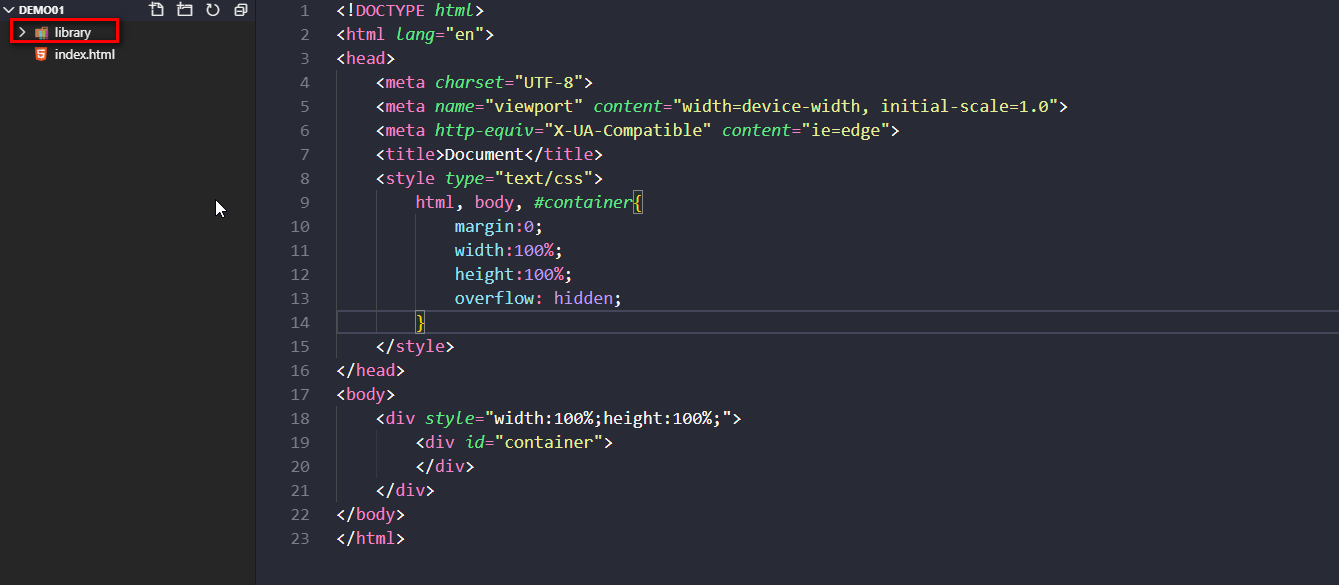 DEMO01
library
index.html
1 <!DOCTYPE html>
2 <html lang="en">
3 <head>
4 <meta charset="UTF-8">
5 <meta name="viewport" content="width=device-width, initial-scale=1.0">
6 <meta http-equiv="X-UA-Compatible" content="ie=edge">
7 <title>Document</title>
8 <style type="text/css">
9 html, body, #container{
10 margin:0;
11 width:100%;
12 height:100%;
13 overflow: hidden;
14 }
15 </style>
16 </head>
17 <body>
18 <div style="width:100%;height:100%;">
19 <div id="container">
20 </div>
21 </div>
22 </body>
23 </html>